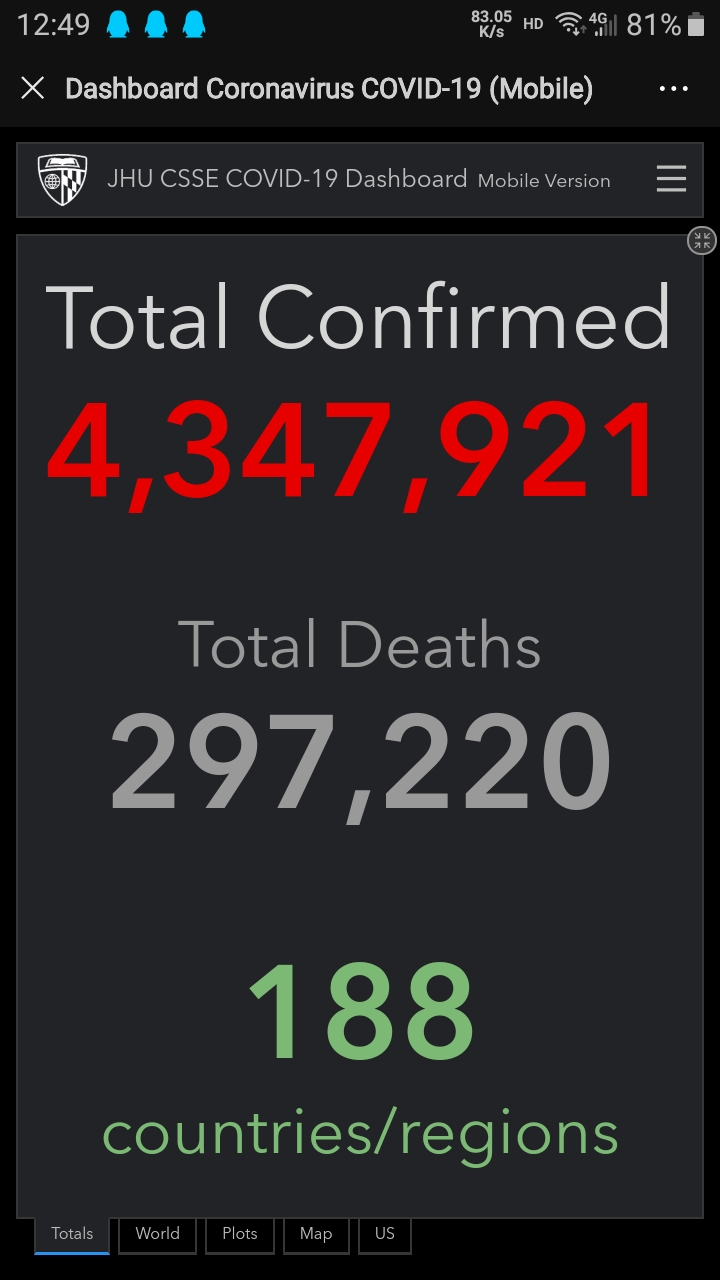 12:49 83.05 K/s HD 4G 81%
Dashboard Coronavirus COVID-19 (Mobile)
JHU CSSE COVID-19 Dashboard Mobile Version
Total Confirmed
4,347,921
Total Deaths
297,220
188
countries/regions
Totals World Plots Map US